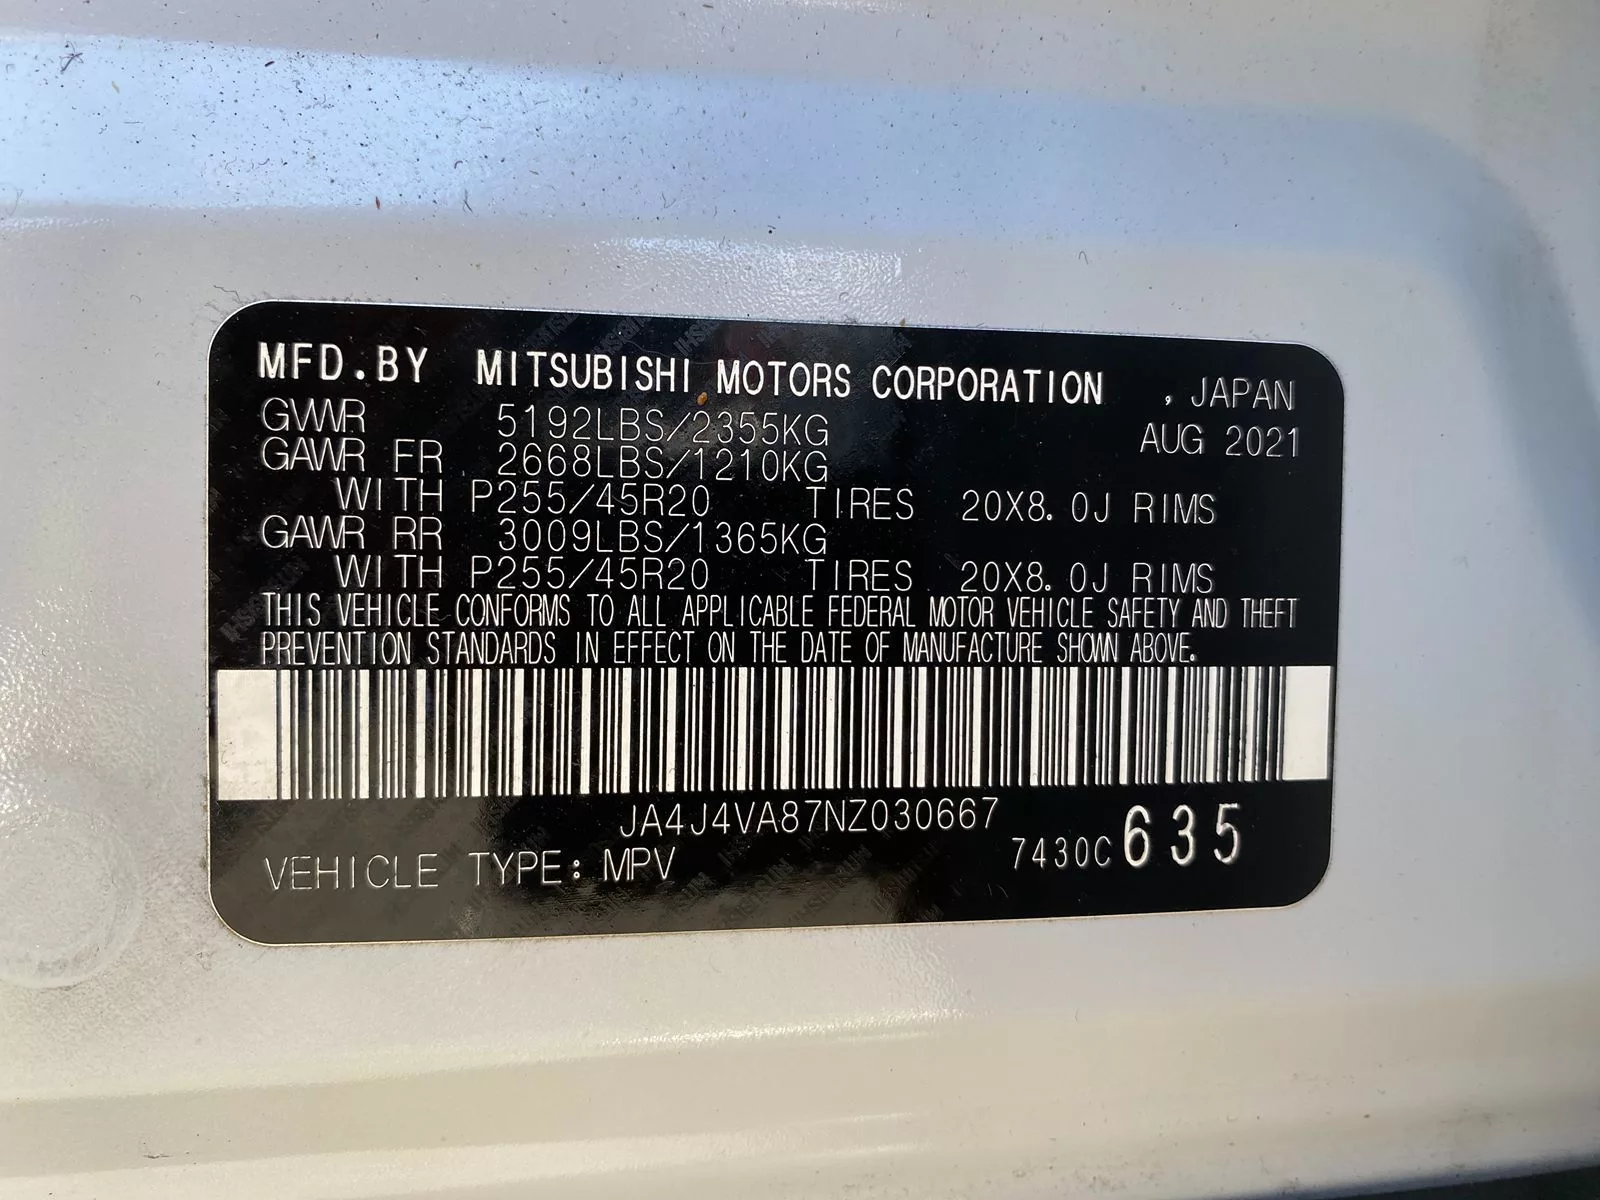 MFD.BY MITSUBISHI MOTORS CORPORATION , JAPAN
GVWR 5192LBS/2355KG AUG 2021
GAWR FR 2668LBS/1210KG
WITH P255/45R20 TIRES 20X8.0J RIMS
GAWR RR 3009LBS/1365KG
WITH P255/45R20 TIRES 20X8.0J RIMS
THIS VEHICLE CONFORMS TO ALL APPLICABLE FEDERAL MOTOR VEHICLE SAFETY AND THEFT
PREVENTION STANDARDS IN EFFECT ON THE DATE OF MANUFACTURE SHOWN ABOVE.
JA4J4VA87NZ030667
VEHICLE TYPE: MPV 7430C 635